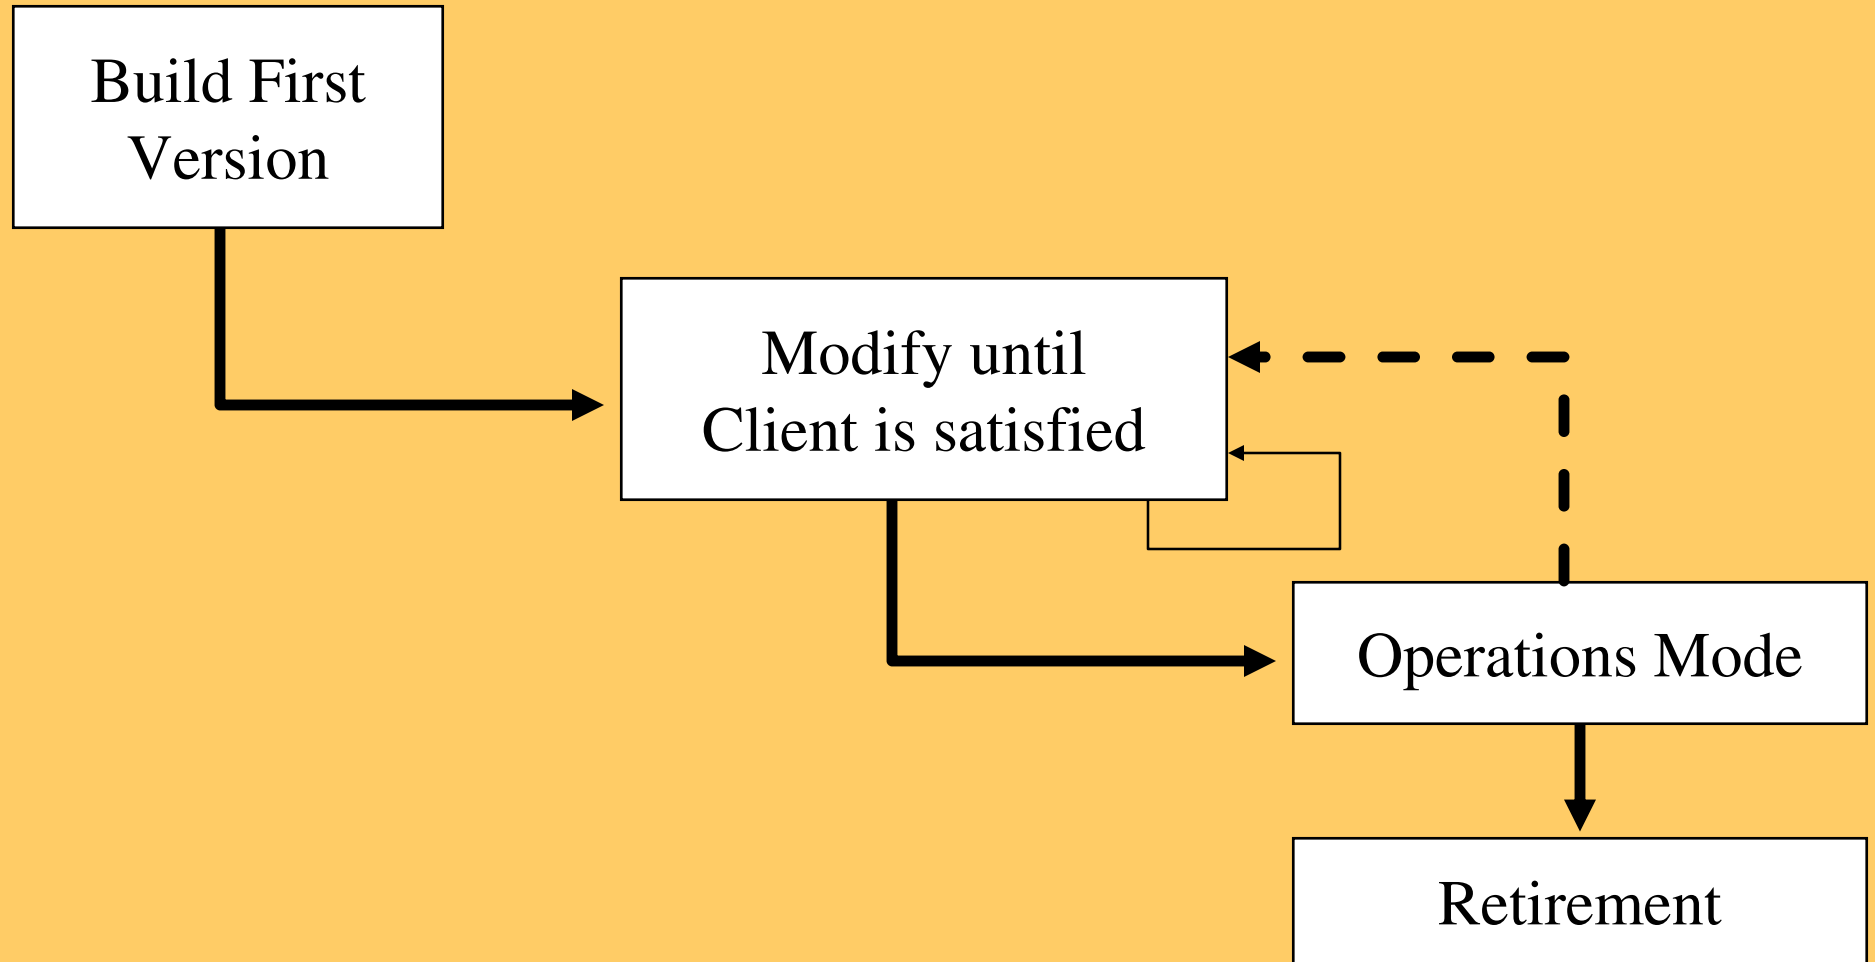 Build First
Version
Modify until
Client is satisfied
Operations Mode
Retirement